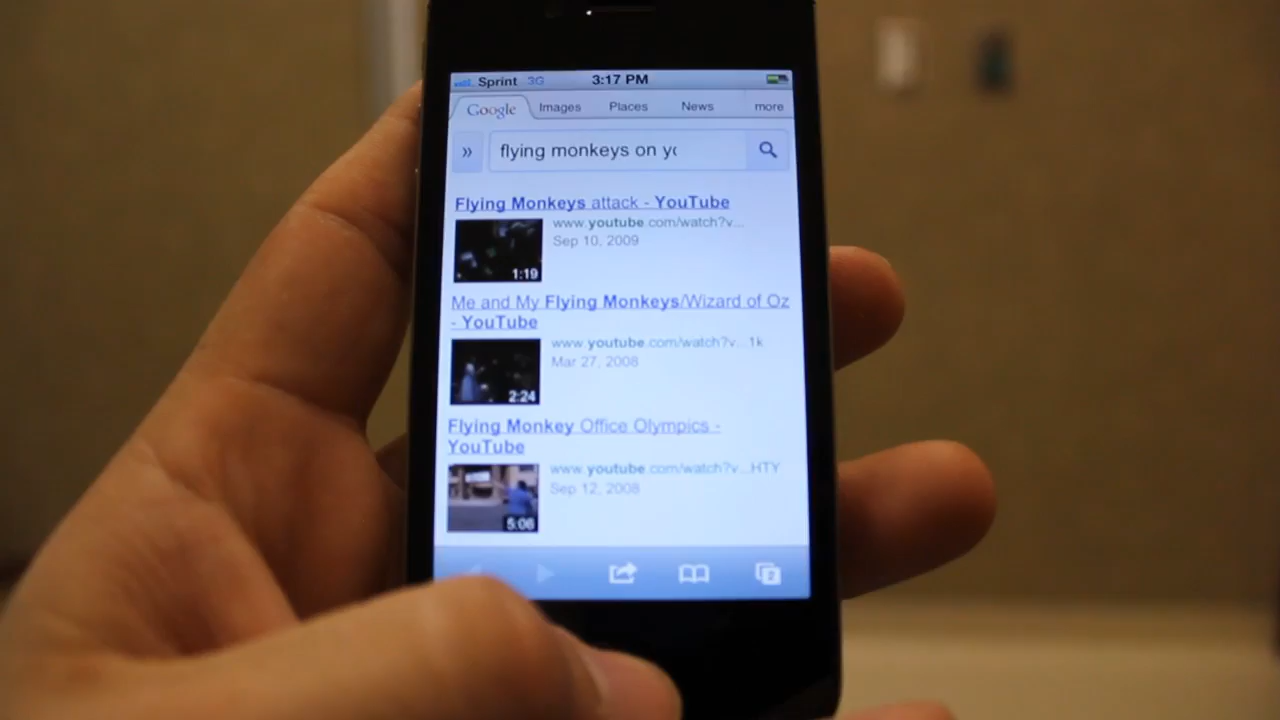 Sprint 3G 3:17 PM
Google Images Places News more
» flying monkeys on yo
Flying Monkeys attack - YouTube
www.youtube.com/watch?v...
Sep 10, 2009
1:19
Me and My Flying Monkeys/Wizard of Oz
- YouTube
www.youtube.com/watch?v...1k
Mar 27, 2008
2:24
Flying Monkey Office Olympics -
YouTube
www.youtube.com/watch?v...HTY
Sep 12, 2008
5:06
2